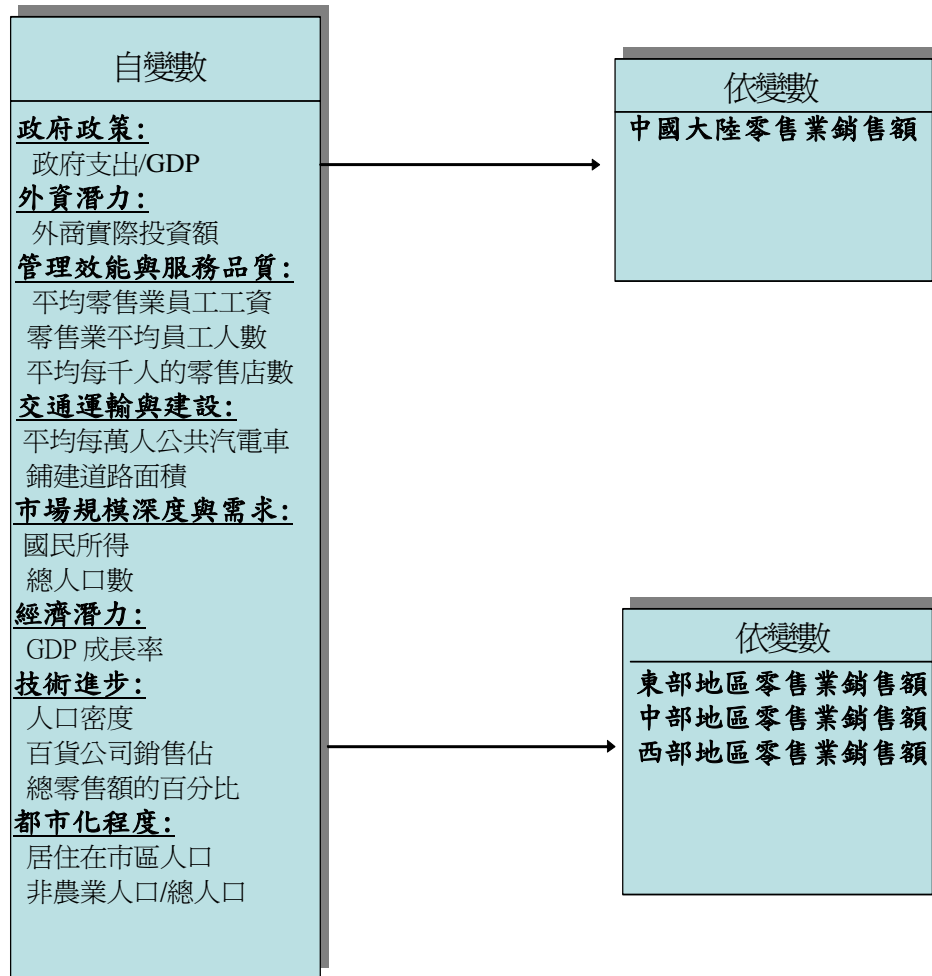 自變數
政府政策:
政府支出/GDP
外資潛力:
外商實際投資額
管理效能與服務品質:
平均零售業員工工資
零售業平均員工人數
平均每千人的零售店數
交通運輸與建設:
平均每萬人公共汽電車
鋪建道路面積
市場規模深度與需求:
國民所得
總人口數
經濟潛力:
GDP 成長率
技術進步:
人口密度
百貨公司銷售佔
總零售額的百分比
都市化程度:
居住在市區人口
非農業人口/總人口
依變數
中國大陸零售業銷售額
依變數
東部地區零售業銷售額
中部地區零售業銷售額
西部地區零售業銷售額